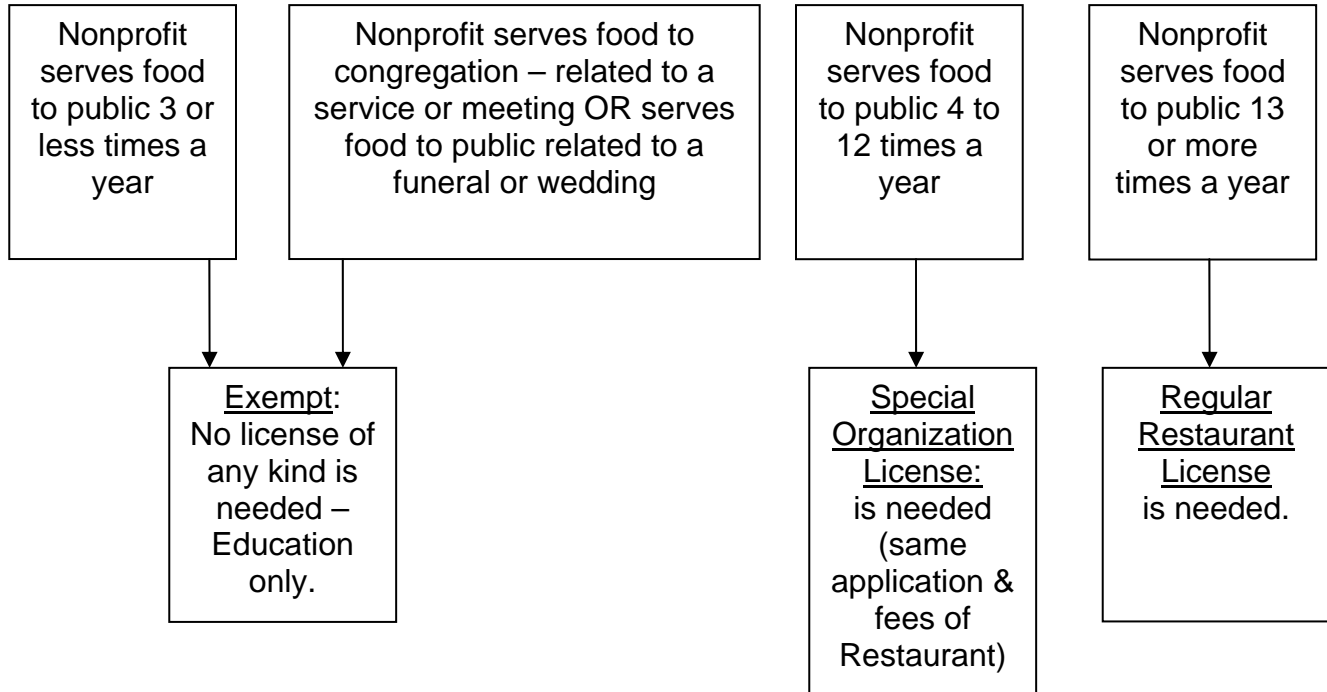 Nonprofit
serves food
to public 3 or
less times a
year
Nonprofit serves food to
congregation – related to a
service or meeting OR serves
food to public related to a
funeral or wedding
Nonprofit
serves food
to public 4 to
12 times a
year
Nonprofit
serves food
to public 13
or more
times a year
Exempt:
No license of
any kind is
needed –
Education
only.
Special
Organization
License:
is needed
(same
application &
fees of
Restaurant)
Regular
Restaurant
License
is needed.